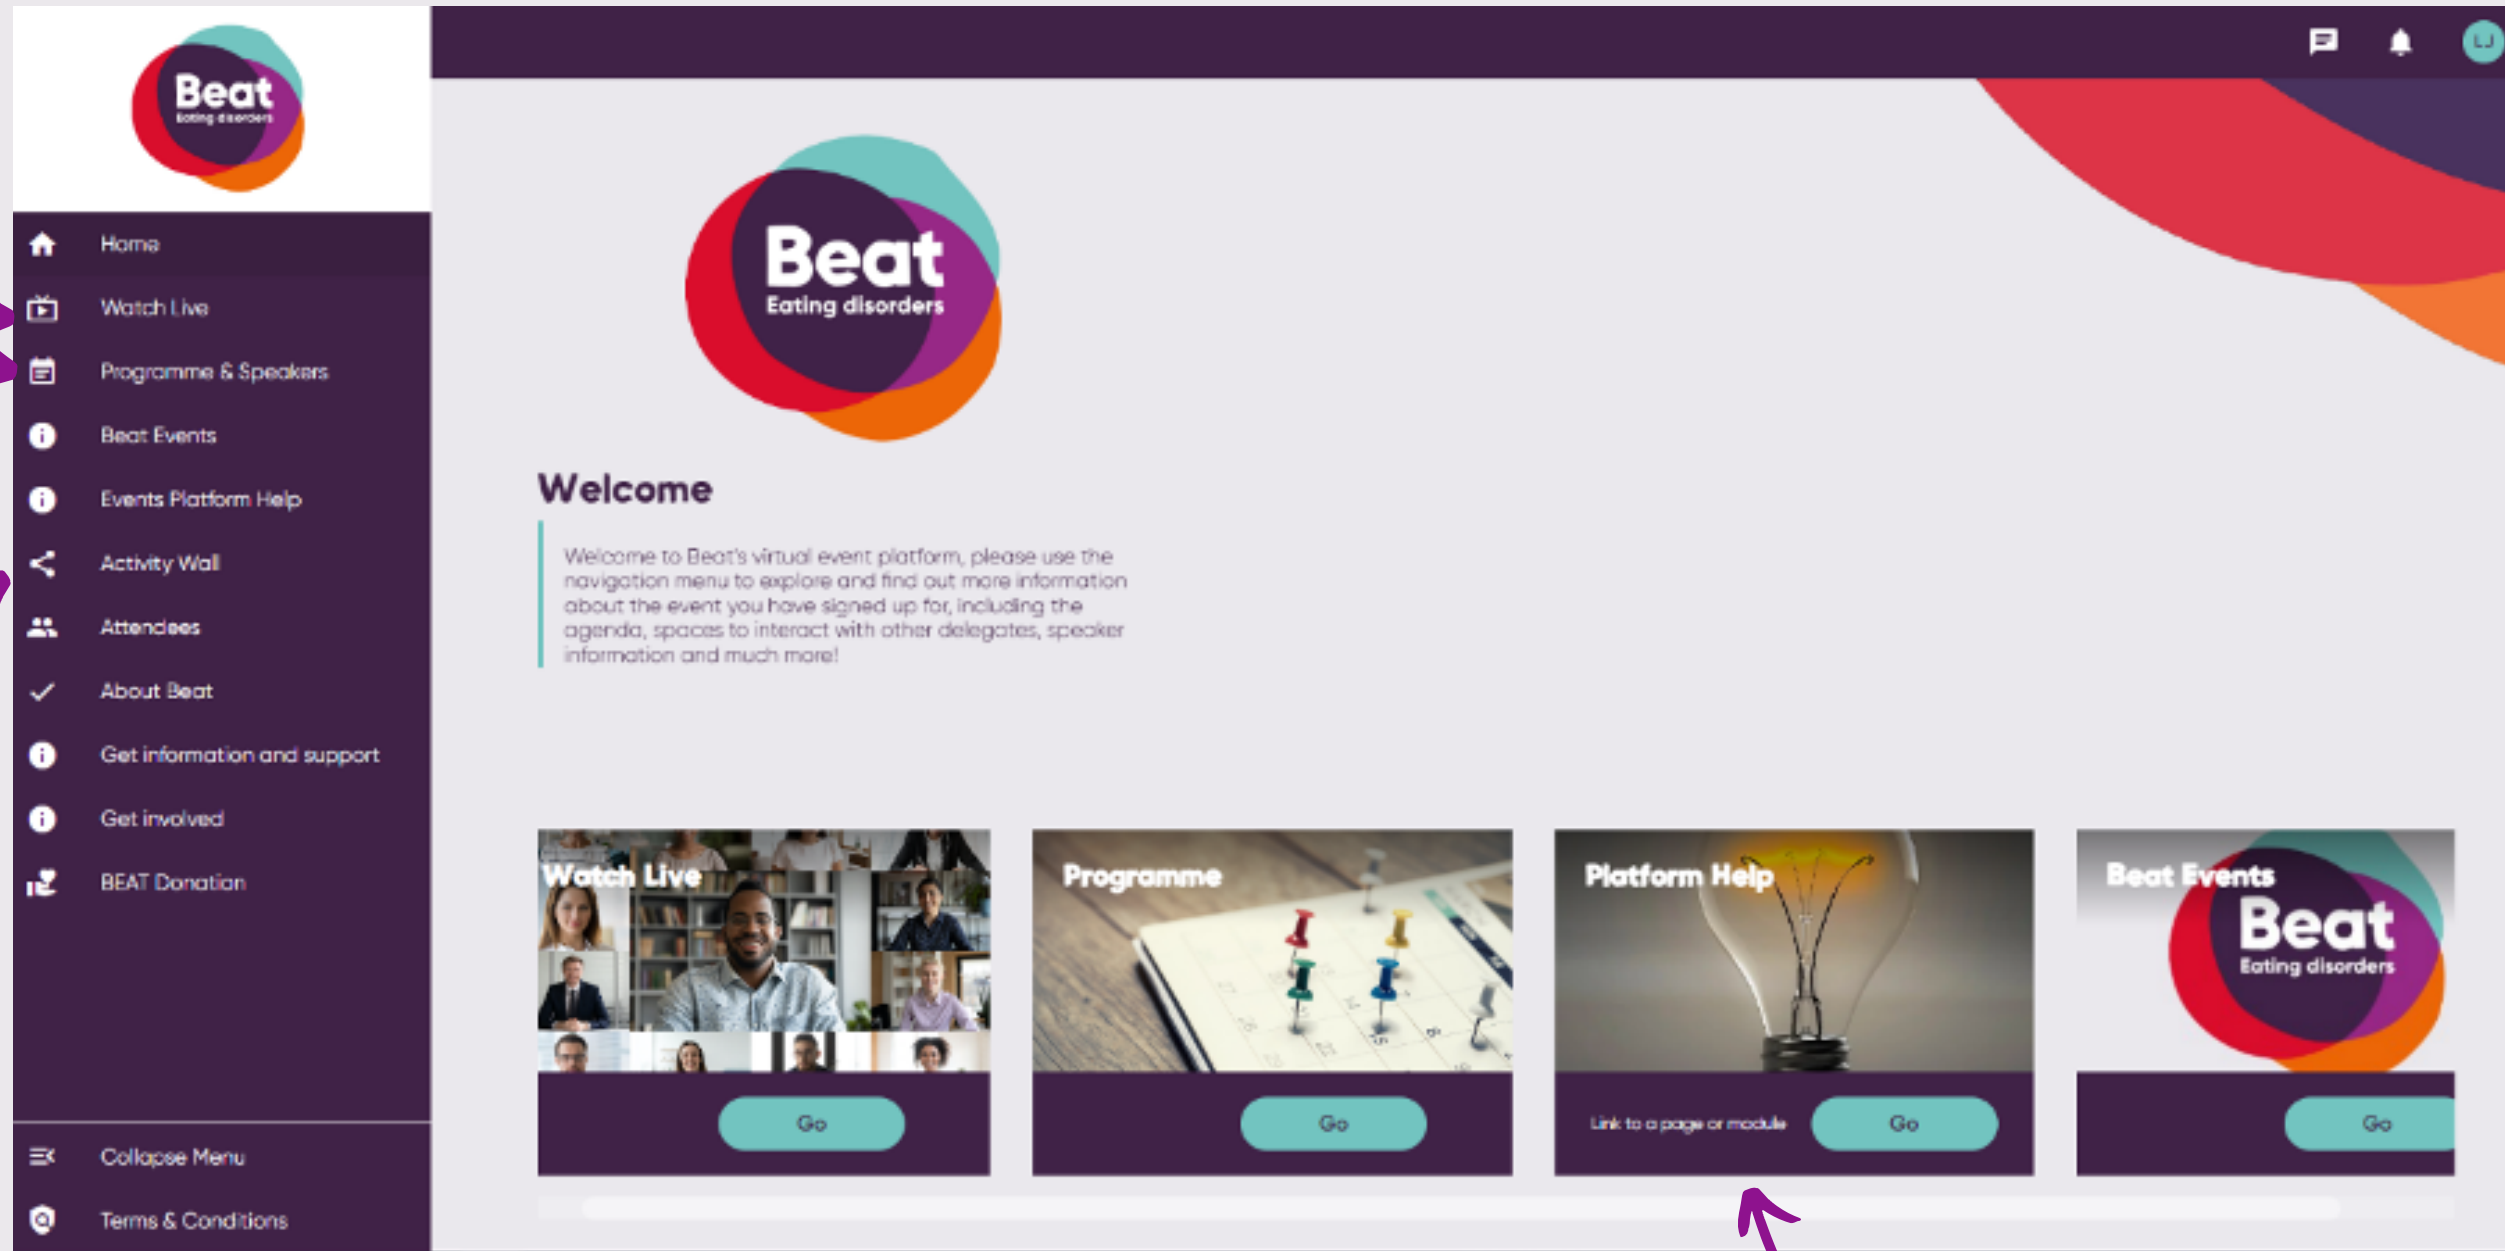 Beat
Eating disorders
LJ
Home
Watch Live
Programme & Speakers
Beat Events
Events Platform Help
Activity Wall
Attendees
About Beat
Get information and support
Get involved
BEAT Donation
Collapse Menu
Terms & Conditions
Beat
Eating disorders
Welcome
Welcome to Beat's virtual event platform, please use the
navigation menu to explore and find out more information
about the event you have signed up for, including the
agenda, spaces to interact with other delegates, speaker
information and much more!
Watch Live
Go
Programme
Go
Platform Help
Link to a page or module
Go
Beat Events
Beat
Eating disorders
Go